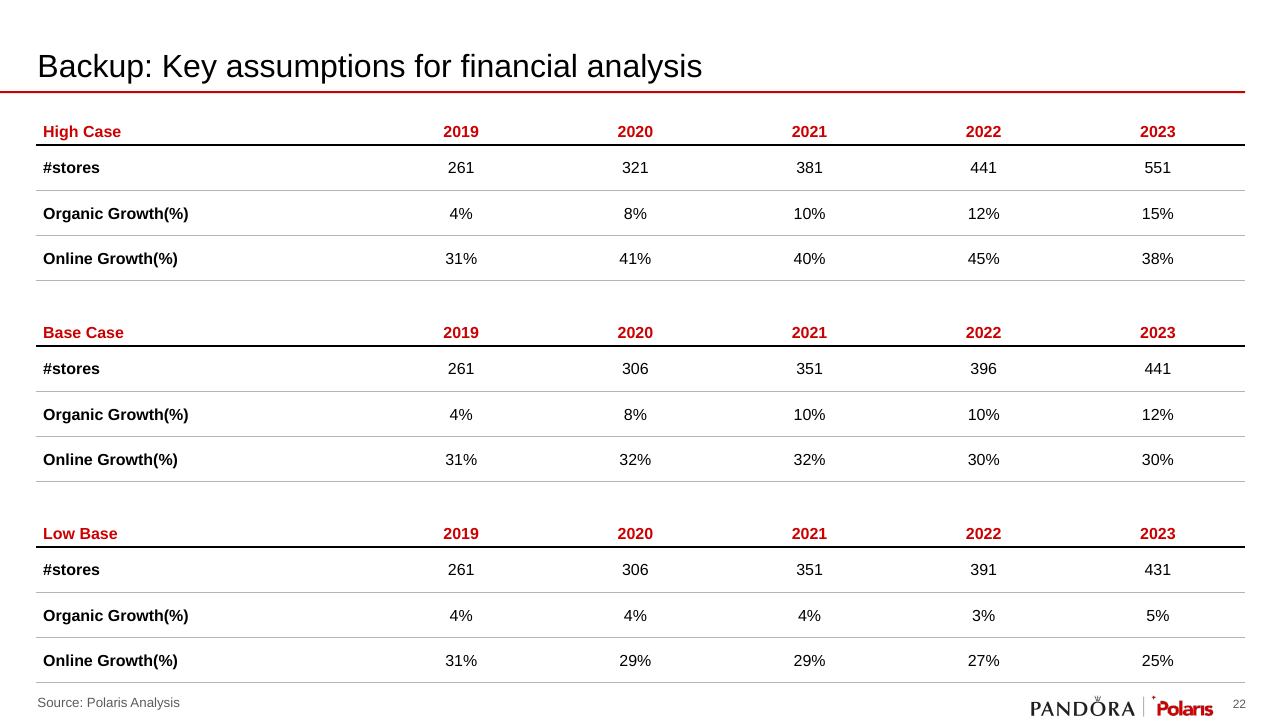 Backup: Key assumptions for financial analysis
High Case 2019 2020 2021 2022 2023
#stores 261 321 381 441 551
Organic Growth(%) 4% 8% 10% 12% 15%
Online Growth(%) 31% 41% 40% 45% 38%
Base Case 2019 2020 2021 2022 2023
#stores 261 306 351 396 441
Organic Growth(%) 4% 8% 10% 10% 12%
Online Growth(%) 31% 32% 32% 30% 30%
Low Base 2019 2020 2021 2022 2023
#stores 261 306 351 391 431
Organic Growth(%) 4% 4% 4% 3% 5%
Online Growth(%) 31% 29% 29% 27% 25%
Source: Polaris Analysis
PANDÓRA Polaris 22